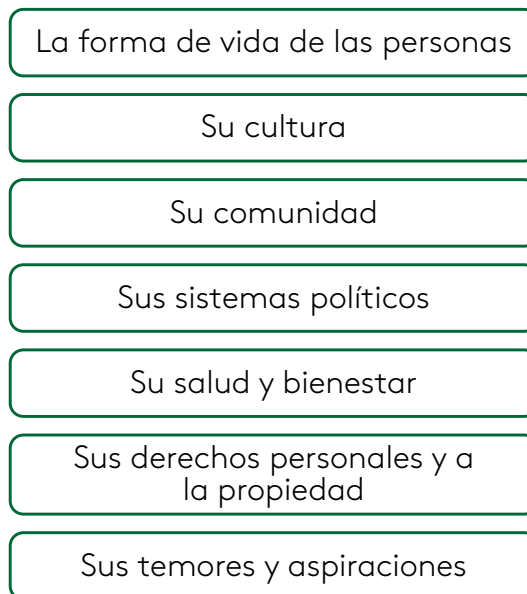 La forma de vida de las personas
Su cultura
Su comunidad
Sus sistemas políticos
Su salud y bienestar
Sus derechos personales y a
la propiedad
Sus temores y aspiraciones